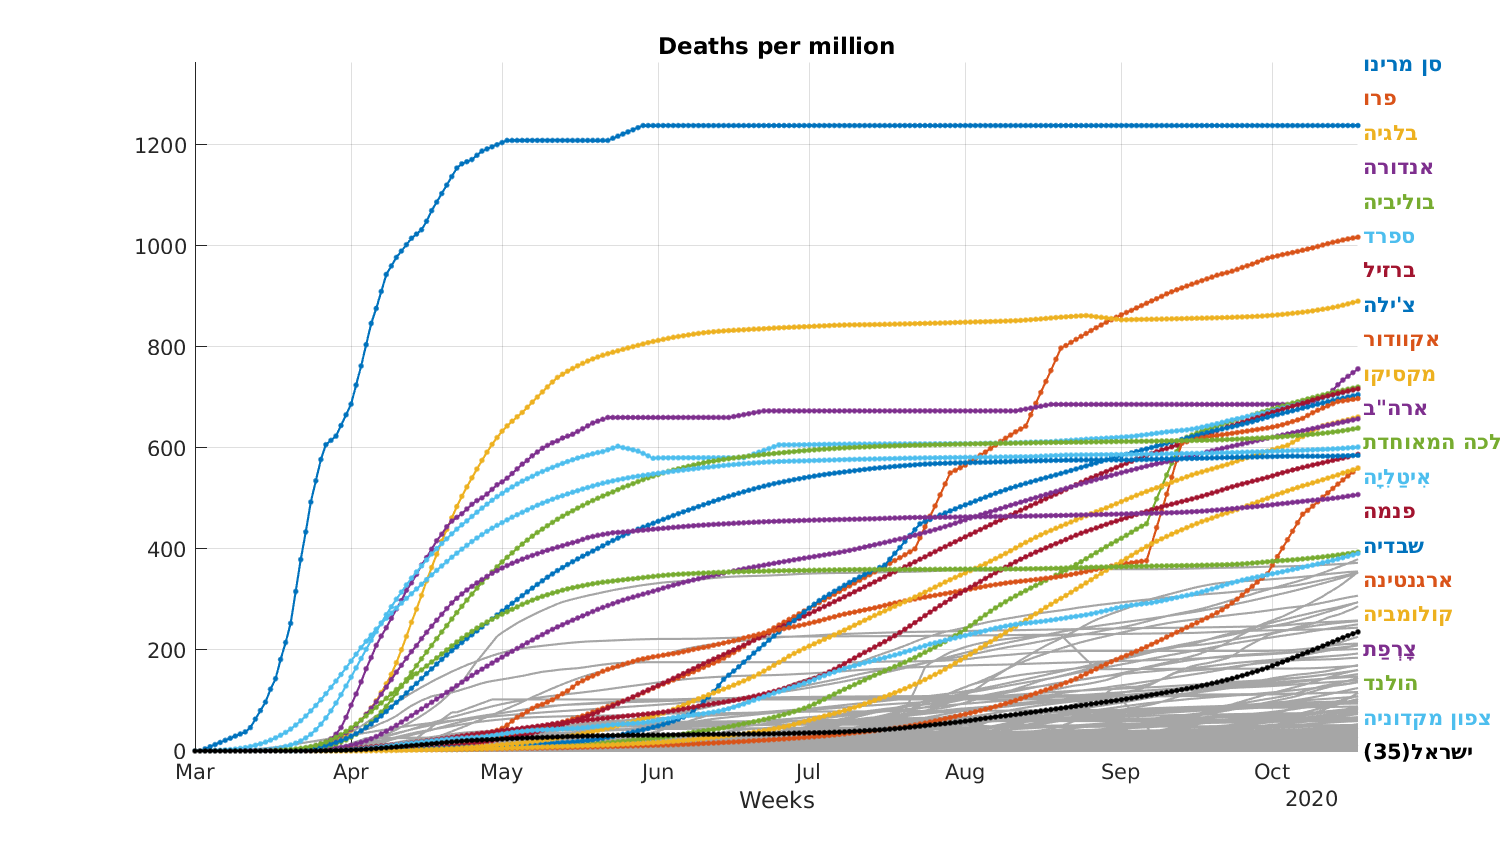 Deaths per million
1200
1000
800
600
400
200
0
Mar Apr May Jun Jul Aug Sep Oct
2020
Weeks
סן מרינו
פרו
בלגיה
אנדורה
בוליביה
ספרד
ברזיל
צ'ילה
אקוודור
מקסיקו
ארה"ב
לכה המאוחדת
אִיטַלְיָה
פנמה
שבדיה
ארגנטינה
קולומביה
צָרְפַת
הולנד
צפון מקדוניה
ישראל(35)